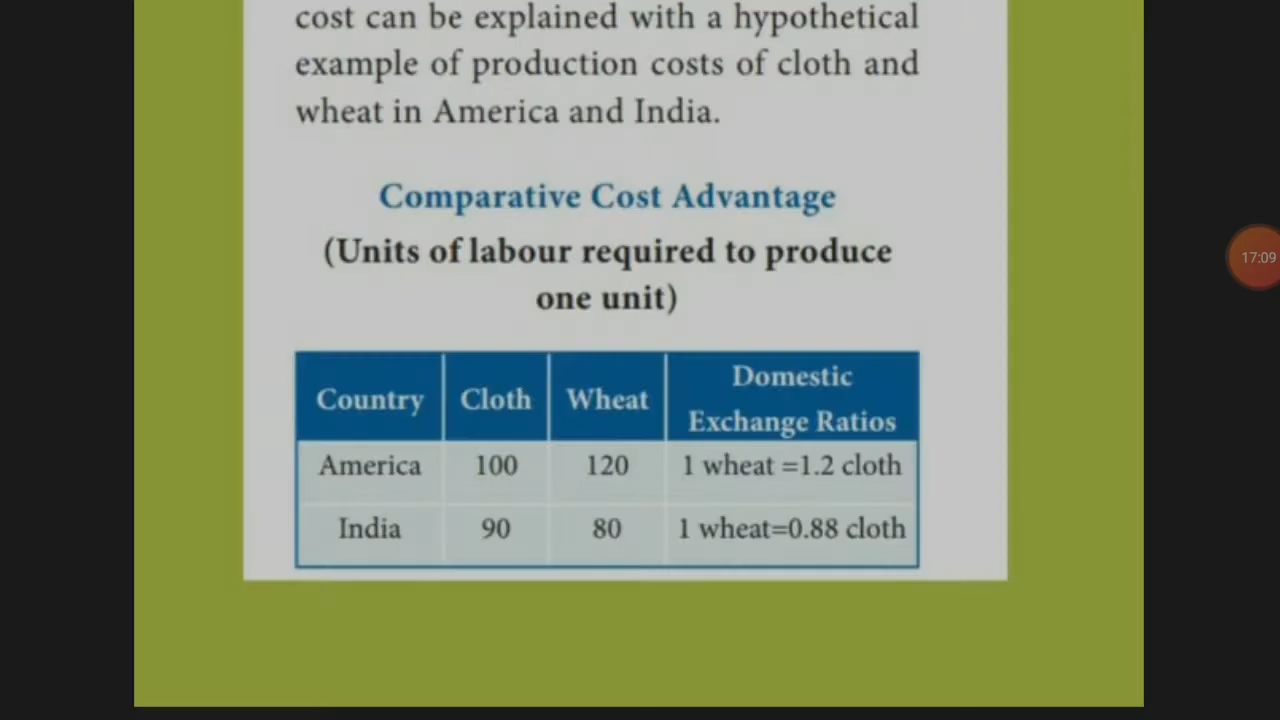 cost can be explained with a hypothetical
example of production costs of cloth and
wheat in America and India.
Comparative Cost Advantage
(Units of labour required to produce
one unit)
Country Cloth Wheat Domestic Exchange Ratios
America 100 120 1 wheat =1.2 cloth
India 90 80 1 wheat=0.88 cloth
17:09